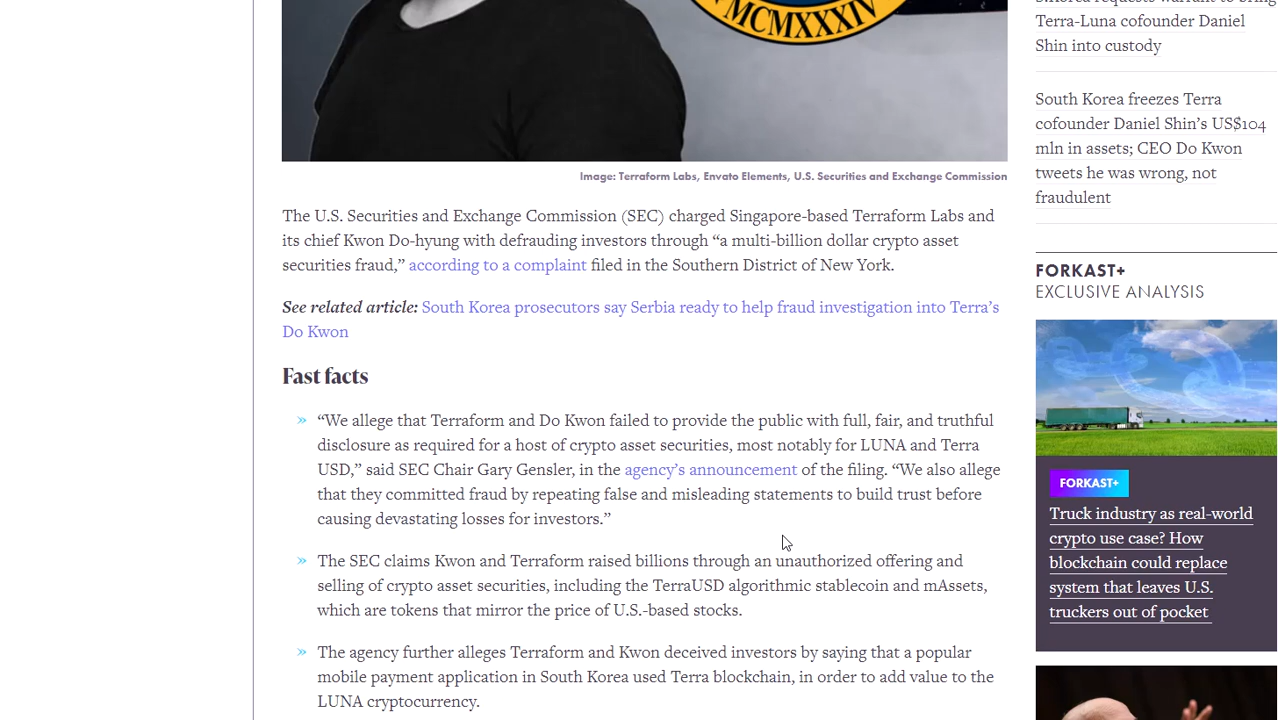 MCMXXXIV
Image: Terraform Labs, Envato Elements, U.S. Securities and Exchange Commission
The U.S. Securities and Exchange Commission (SEC) charged Singapore-based Terraform Labs and
its chief Kwon Do-hyung with defrauding investors through “a multi-billion dollar crypto asset
securities fraud,” according to a complaint filed in the Southern District of New York.
See related article: South Korea prosecutors say Serbia ready to help fraud investigation into Terra’s
Do Kwon
Fast facts
» “We allege that Terraform and Do Kwon failed to provide the public with full, fair, and truthful
disclosure as required for a host of crypto asset securities, most notably for LUNA and Terra
USD,” said SEC Chair Gary Gensler, in the agency’s announcement of the filing. “We also allege
that they committed fraud by repeating false and misleading statements to build trust before
causing devastating losses for investors.”
» The SEC claims Kwon and Terraform raised billions through an unauthorized offering and
selling of crypto asset securities, including the TerraUSD algorithmic stablecoin and mAssets,
which are tokens that mirror the price of U.S.-based stocks.
» The agency further alleges Terraform and Kwon deceived investors by saying that a popular
mobile payment application in South Korea used Terra blockchain, in order to add value to the
LUNA cryptocurrency.
S.Korea requests warrant to bring
Terra-Luna cofounder Daniel
Shin into custody
South Korea freezes Terra
cofounder Daniel Shin’s US$104
mln in assets; CEO Do Kwon
tweets he was wrong, not
fraudulent
FORKAST+
EXCLUSIVE ANALYSIS
FORKAST+
Truck industry as real-world
crypto use case? How
blockchain could replace
system that leaves U.S.
truckers out of pocket